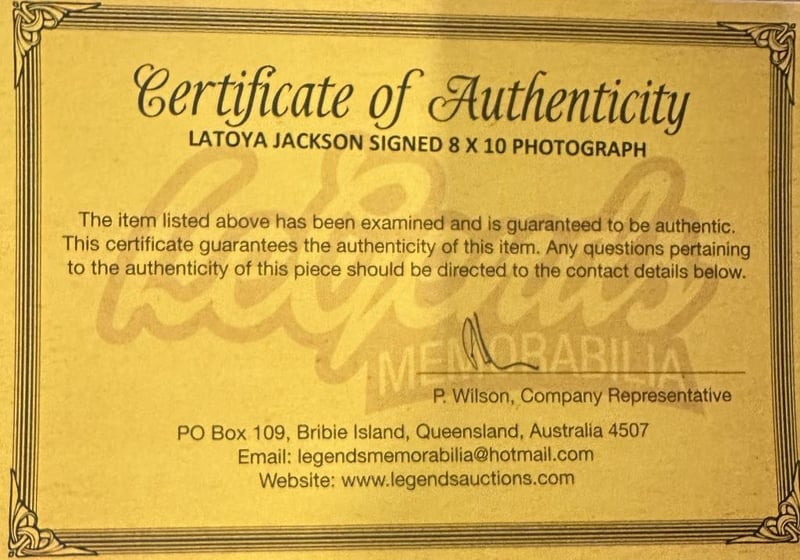 Certificate of Authenticity
LATOYA JACKSON SIGNED 8 X 10 PHOTOGRAPH
The item listed above has been examined and is guaranteed to be authentic.
This certificate guarantees the authenticity of this item. Any questions pertaining
to the authenticity of this piece should be directed to the contact details below.
Legends
MEMORABILIA
P. Wilson, Company Representative
PO Box 109, Bribie Island, Queensland, Australia 4507
Email: legendsmemorabilia@hotmail.com
Website: www.legendsauctions.com